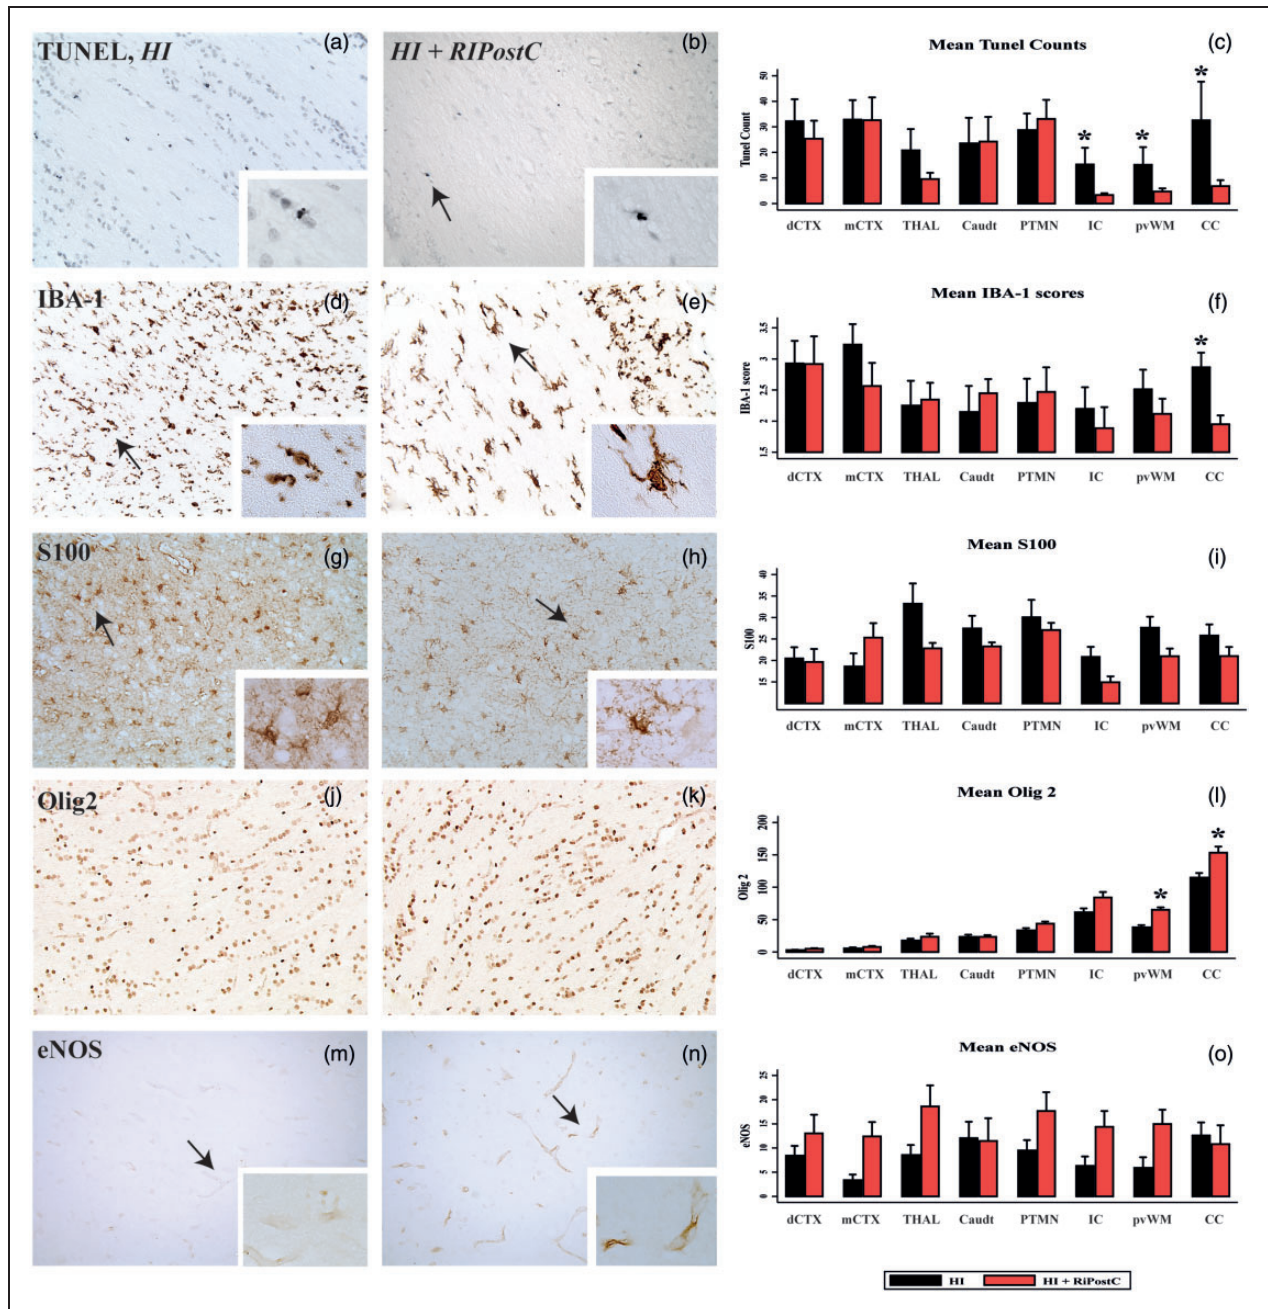 TUNEL, HI
(a)
HI + RIPostC
(b)
Mean Tunel Counts
(c)
Tunel Count
50
40
30
20
10
0
dCTX mCTX THAL Caudt PTMN IC pvWM CC
* * *
IBA-1
(d)
(e)
Mean IBA-1 scores
(f)
IBA-1 score
3.5
3
2.5
2
1.5
dCTX mCTX THAL Caudt PTMN IC pvWM CC
*
S100
(g)
(h)
Mean S100
(i)
S100
40
35
30
25
20
15
dCTX mCTX THAL Caudt PTMN IC pvWM CC
Olig2
(j)
(k)
Mean Olig 2
(l)
Olig 2
200
150
100
50
0
dCTX mCTX THAL Caudt PTMN IC pvWM CC
* *
eNOS
(m)
(n)
Mean eNOS
(o)
eNOS
25
20
15
10
5
0
dCTX mCTX THAL Caudt PTMN IC pvWM CC
HI HI + RiPostC